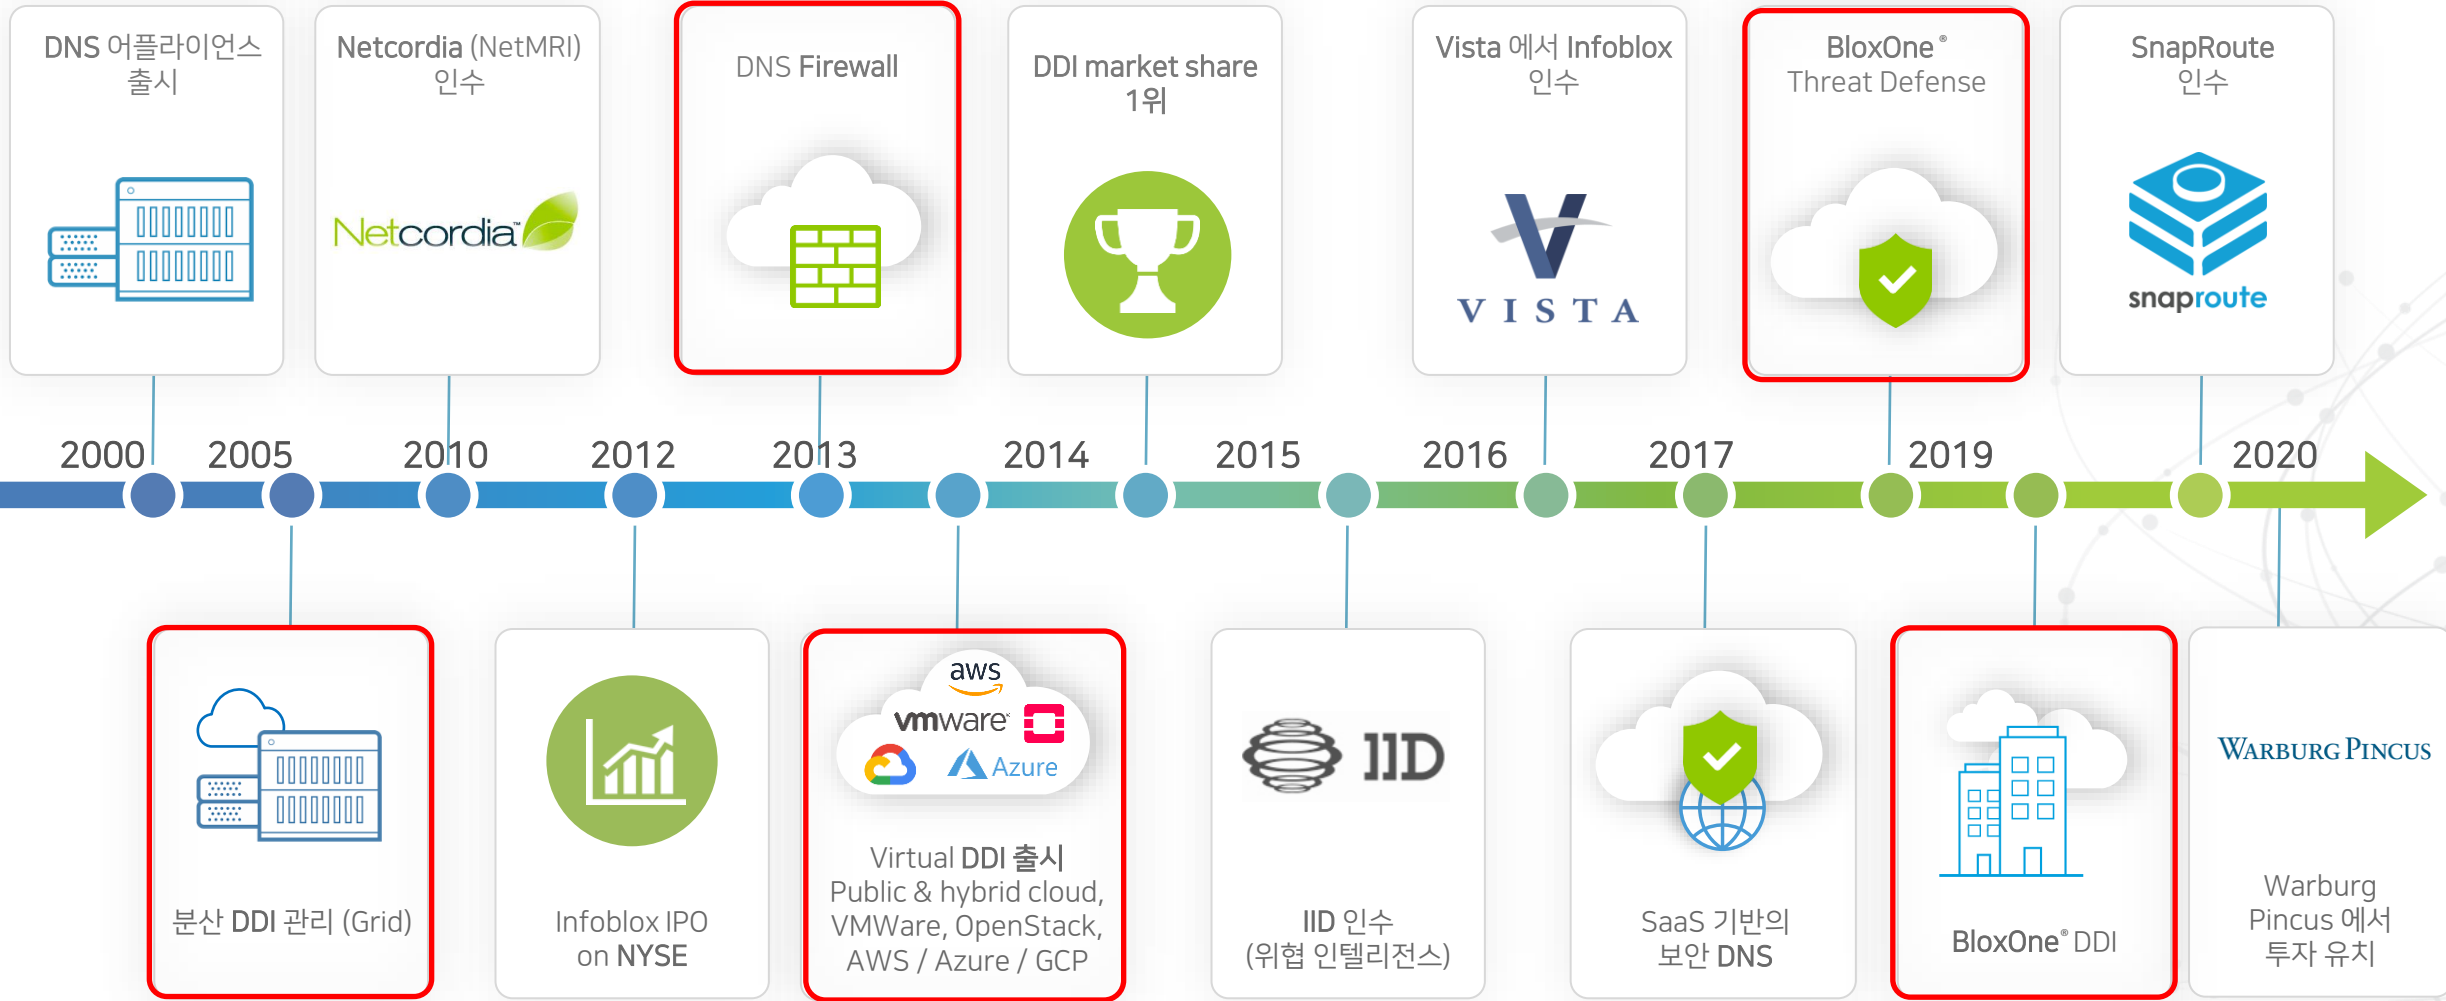 DNS 어플라이언스
출시
Netcordia (NetMRI)
인수
Netcordia™
DNS Firewall
DDI market share
1위
Vista 에서 Infoblox
인수
VISTA
BloxOne®
Threat Defense
SnapRoute
인수
snaproute
2000
2005
2010
2012
2013
2014
2015
2016
2017
2019
2020
분산 DDI 관리 (Grid)
Infoblox IPO
on NYSE
aws
vmware
Azure
Virtual DDI 출시
Public & hybrid cloud,
VMWare, OpenStack,
AWS / Azure / GCP
IID
IID 인수
(위협 인텔리전스)
SaaS 기반의
보안 DNS
BloxOne® DDI
WARBURG PINCUS
Warburg
Pincus 에서
투자 유치